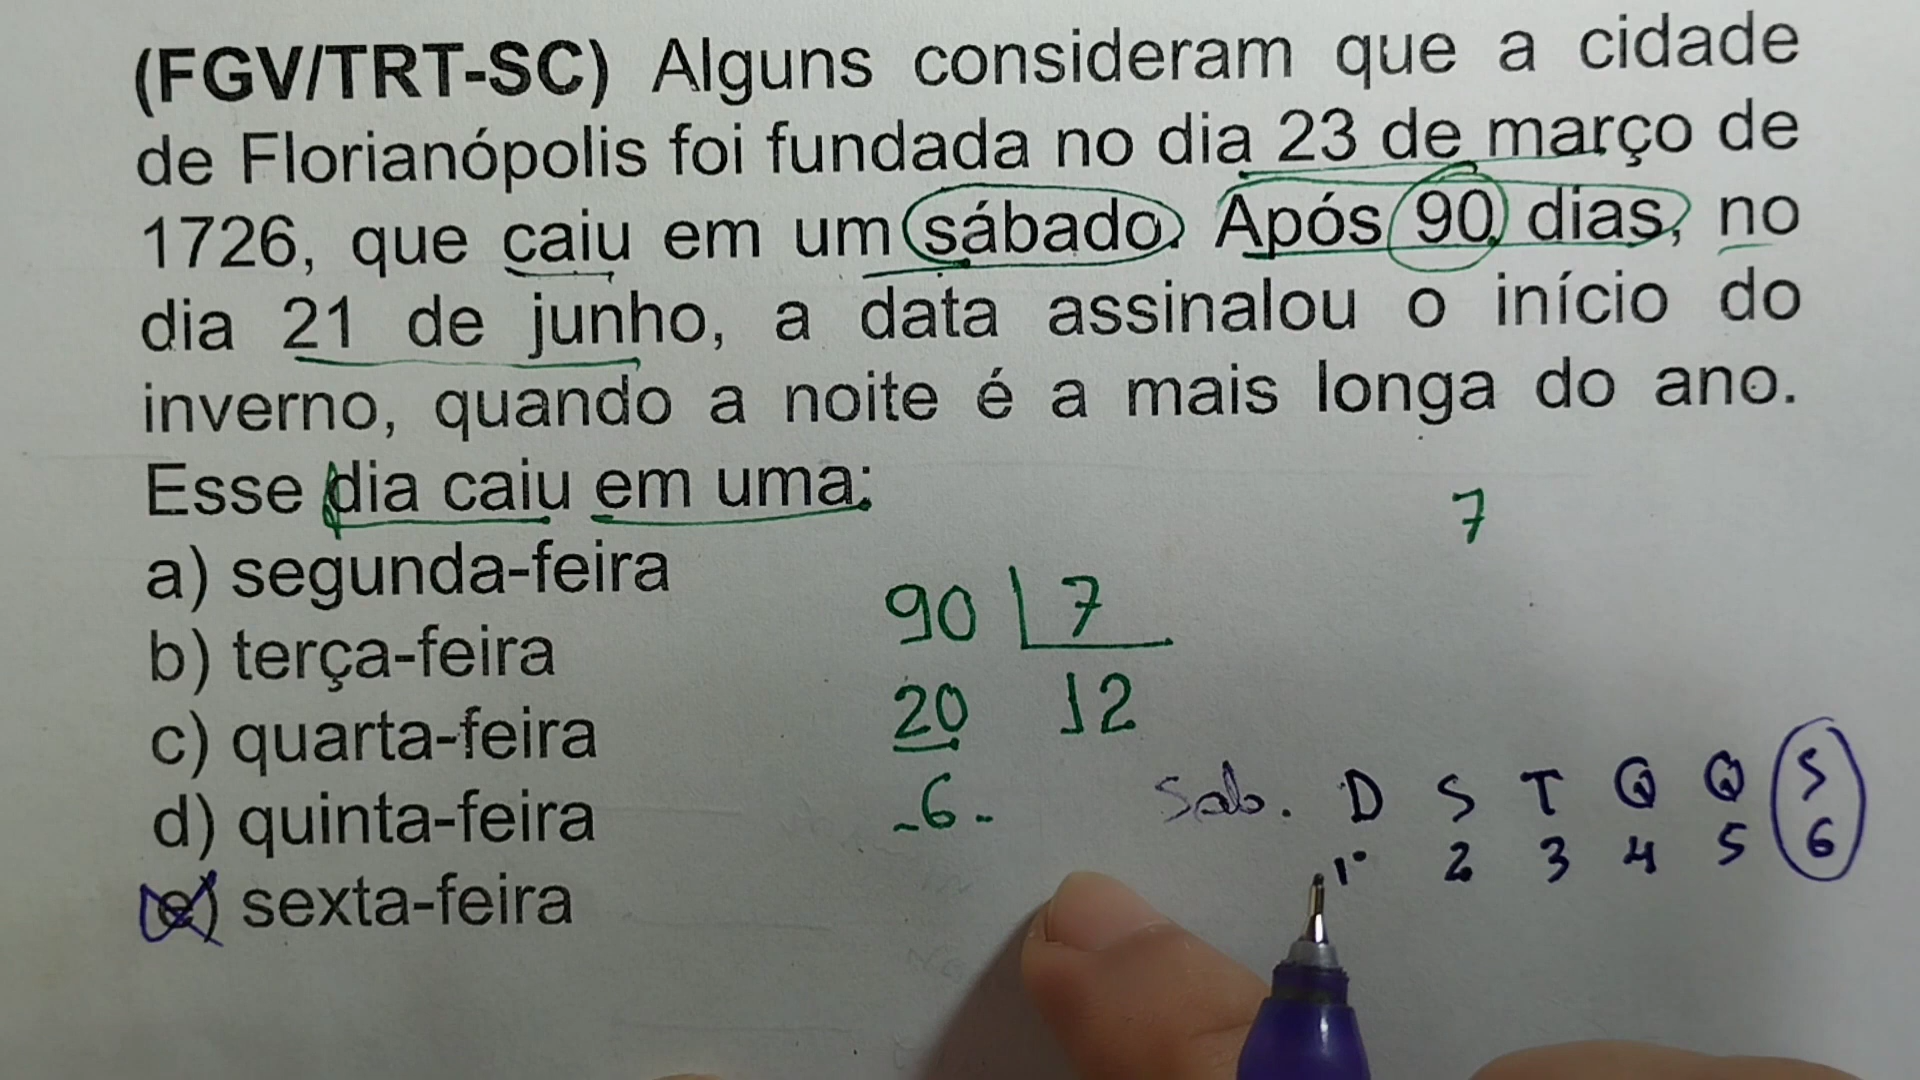 (FGV/TRT-SC) Alguns consideram que a cidade
de Florianópolis foi fundada no dia 23 de março de
1726, que caiu em um sábado. Após 90 dias, no
dia 21 de junho, a data assinalou o início do
inverno, quando a noite é a mais longa do ano.
Esse dia caiu em uma:
7
a) segunda-feira
b) terça-feira
c) quarta-feira
d) quinta-feira
e) sexta-feira
90 7
20 12
-6-
Sab. D S T Q Q S
1º 2 3 4 5 6